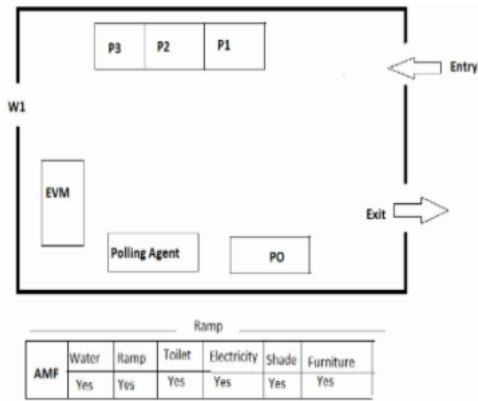 P3 P2 P1
Entry
W1
EVM
Exit
Polling Agent
PO
Ramp
AMF Water Ramp Toilet Electricity Shade Furniture
Yes Yes Yes Yes Yes Yes